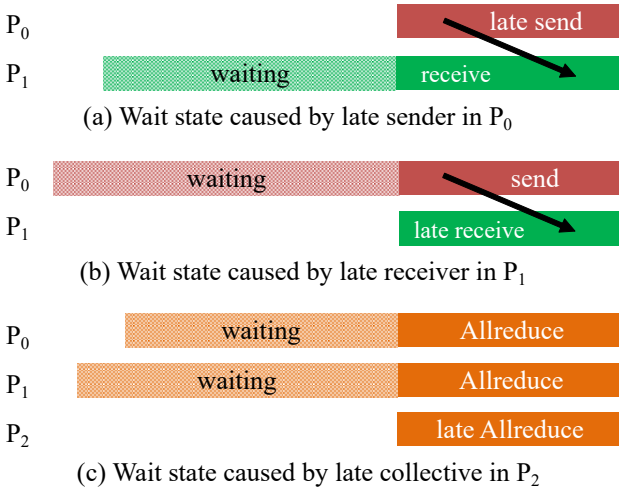 P0 late send
P1 waiting receive
(a) Wait state caused by late sender in P0
P0 waiting send
P1 late receive
(b) Wait state caused by late receiver in P1
P0 waiting Allreduce
P1 waiting Allreduce
P2 late Allreduce
(c) Wait state caused by late collective in P2